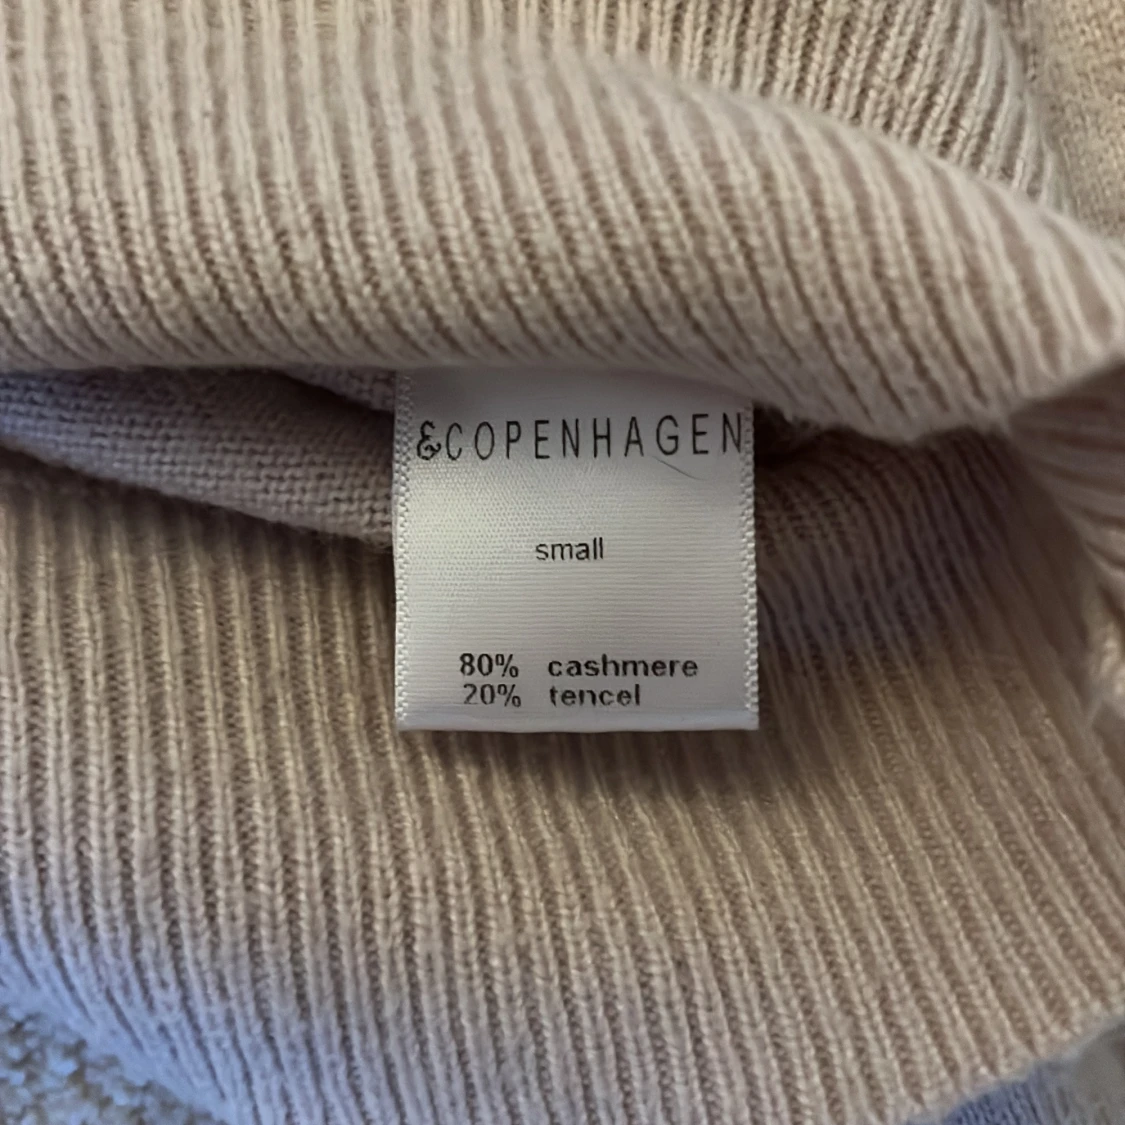 &COPENHAGEN
small
80% cashmere
20% tencel